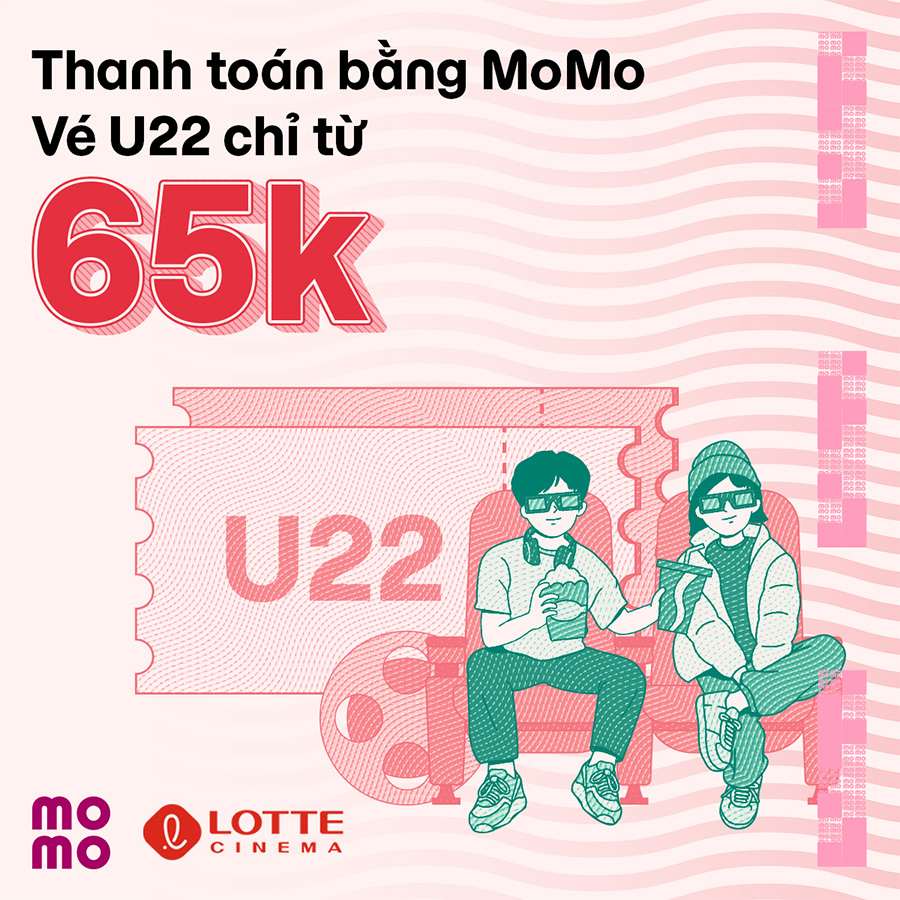 Thanh toán bằng MoMo
Vé U22 chỉ từ
65k
U22
mo
mo
LOTTE
CINEMA